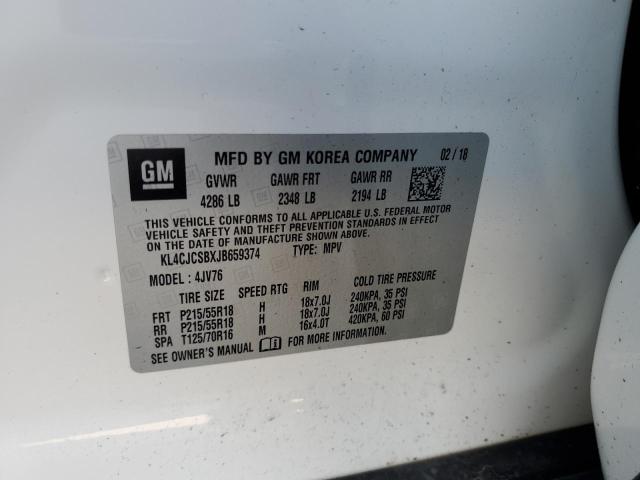 GM
MFD BY GM KOREA COMPANY 02/18
GVWR GAWR FRT GAWR RR
4286 LB 2348 LB 2194 LB
THIS VEHICLE CONFORMS TO ALL APPLICABLE U.S. FEDERAL MOTOR
VEHICLE SAFETY, BUMPER, AND THEFT PREVENTION STANDARDS IN EFFECT
ON THE DATE OF MANUFACTURE SHOWN ABOVE.
KL4CJCSBXJB659374 TYPE: MPV
MODEL: 4JV76
TIRE SIZE SPEED RTG RIM COLD TIRE PRESSURE
FRT P215/55R18 H 18x7.0J 240KPA, 35 PSI
RR P215/55R18 H 18x7.0J 240KPA, 35 PSI
SPA T125/70R16 M 16x4.0T 420KPA, 60 PSI
SEE OWNER'S MANUAL FOR MORE INFORMATION